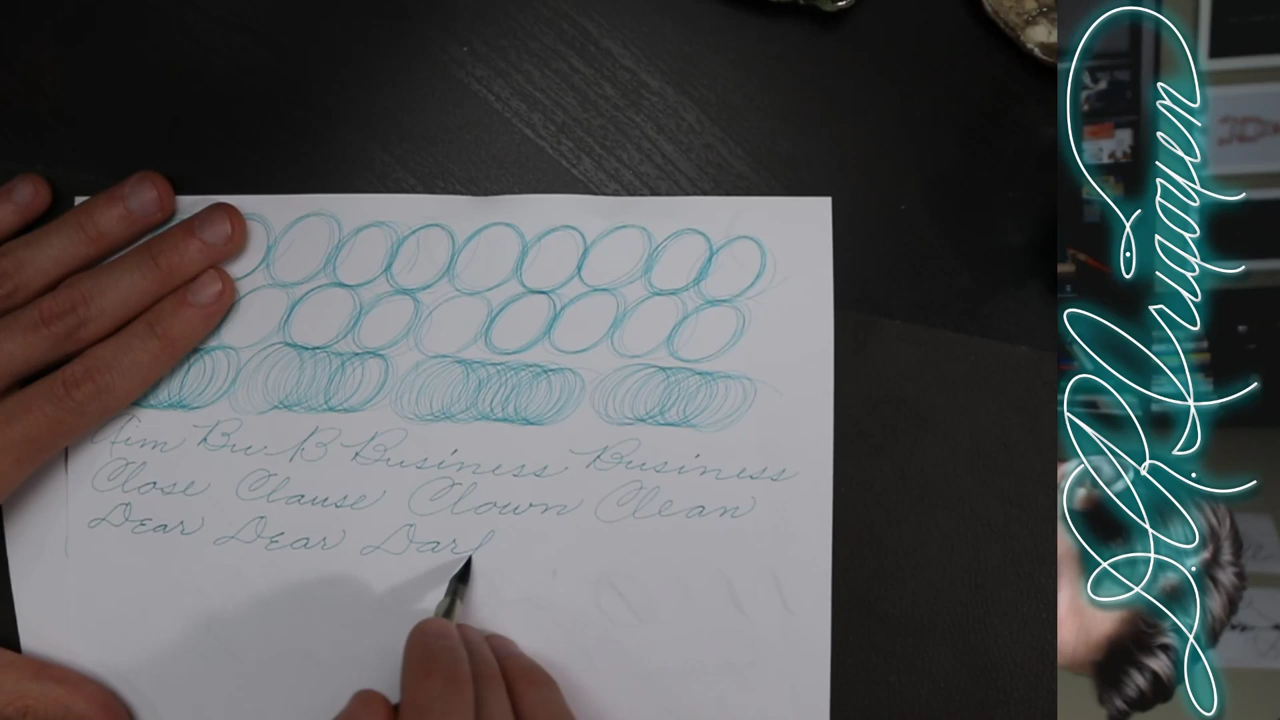 Aim Bu B Business Business
Close Clause Clown Clean
Dear Dear Darl